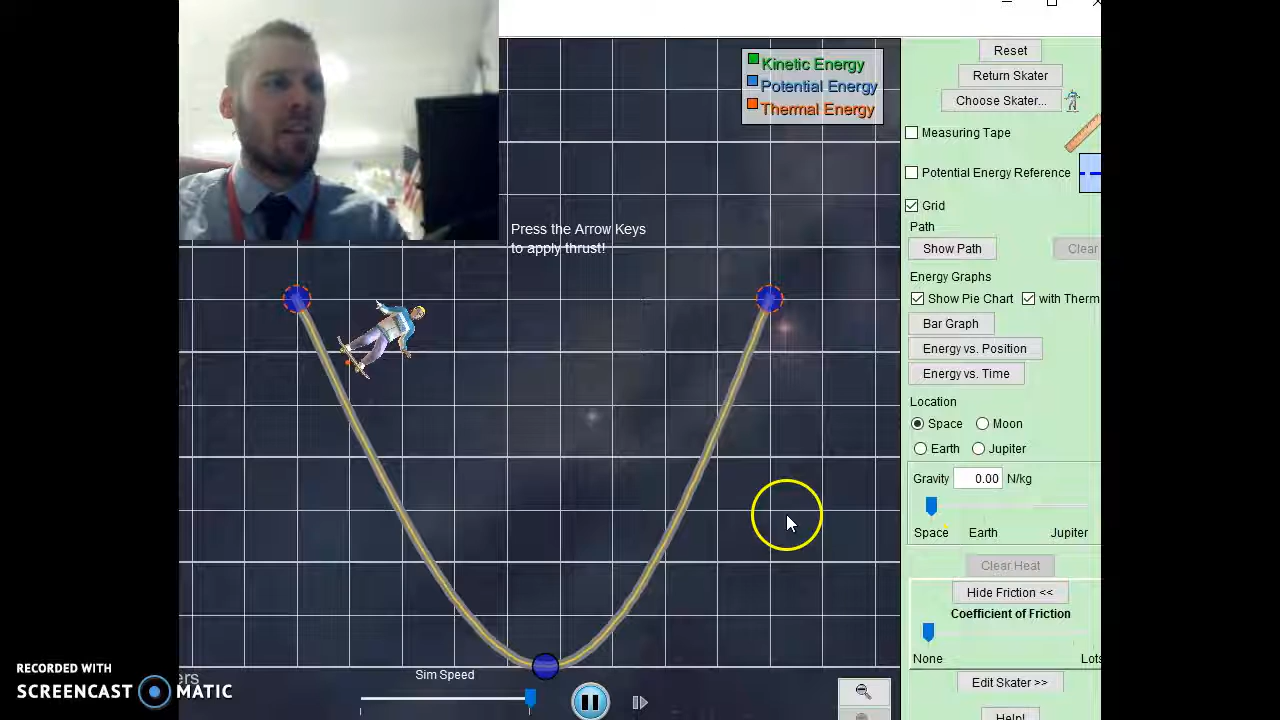 Kinetic Energy
Potential Energy
Thermal Energy
Press the Arrow Keys
to apply thrust!
Reset
Return Skater
Choose Skater...
Measuring Tape
Potential Energy Reference
Grid
Path
Show Path
Clear
Energy Graphs
Show Pie Chart
with Therm
Bar Graph
Energy vs. Position
Energy vs. Time
Location
Space
Moon
Earth
Jupiter
Gravity
0.00
N/kg
Space
Earth
Jupiter
Clear Heat
Hide Friction <<
Coefficient of Friction
None
Lots
Edit Skater >>
Help!
Sim Speed
ers
RECORDED WITH
SCREENCAST MATIC